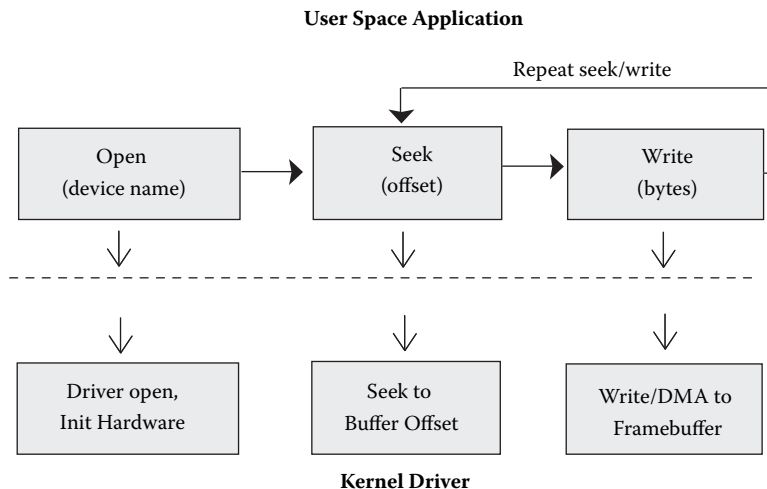 User Space Application
Repeat seek/write
Open
(device name)
Seek
(offset)
Write
(bytes)
Driver open,
Init Hardware
Seek to
Buffer Offset
Write/DMA to
Framebuffer
Kernel Driver